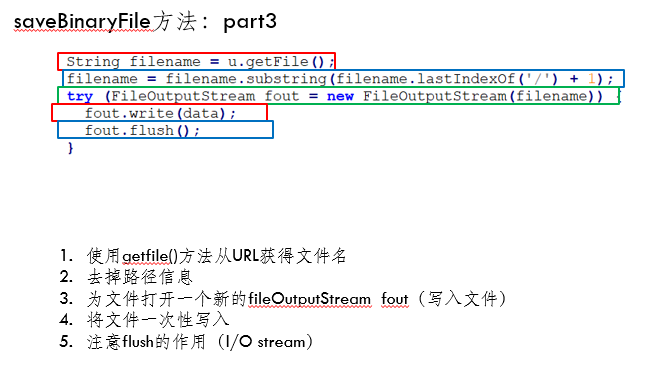 saveBinaryFile方法：part3
String filename = u.getFile();
filename = filename.substring(filename.lastIndexOf('/') + 1);
try (FileOutputStream fout = new FileOutputStream(filename))
fout.write(data);
fout.flush();
}
1. 使用getfile()方法从URL获得文件名
2. 去掉路径信息
3. 为文件打开一个新的fileOutputStream fout（写入文件）
4. 将文件一次性写入
5. 注意flush的作用（I/O stream）